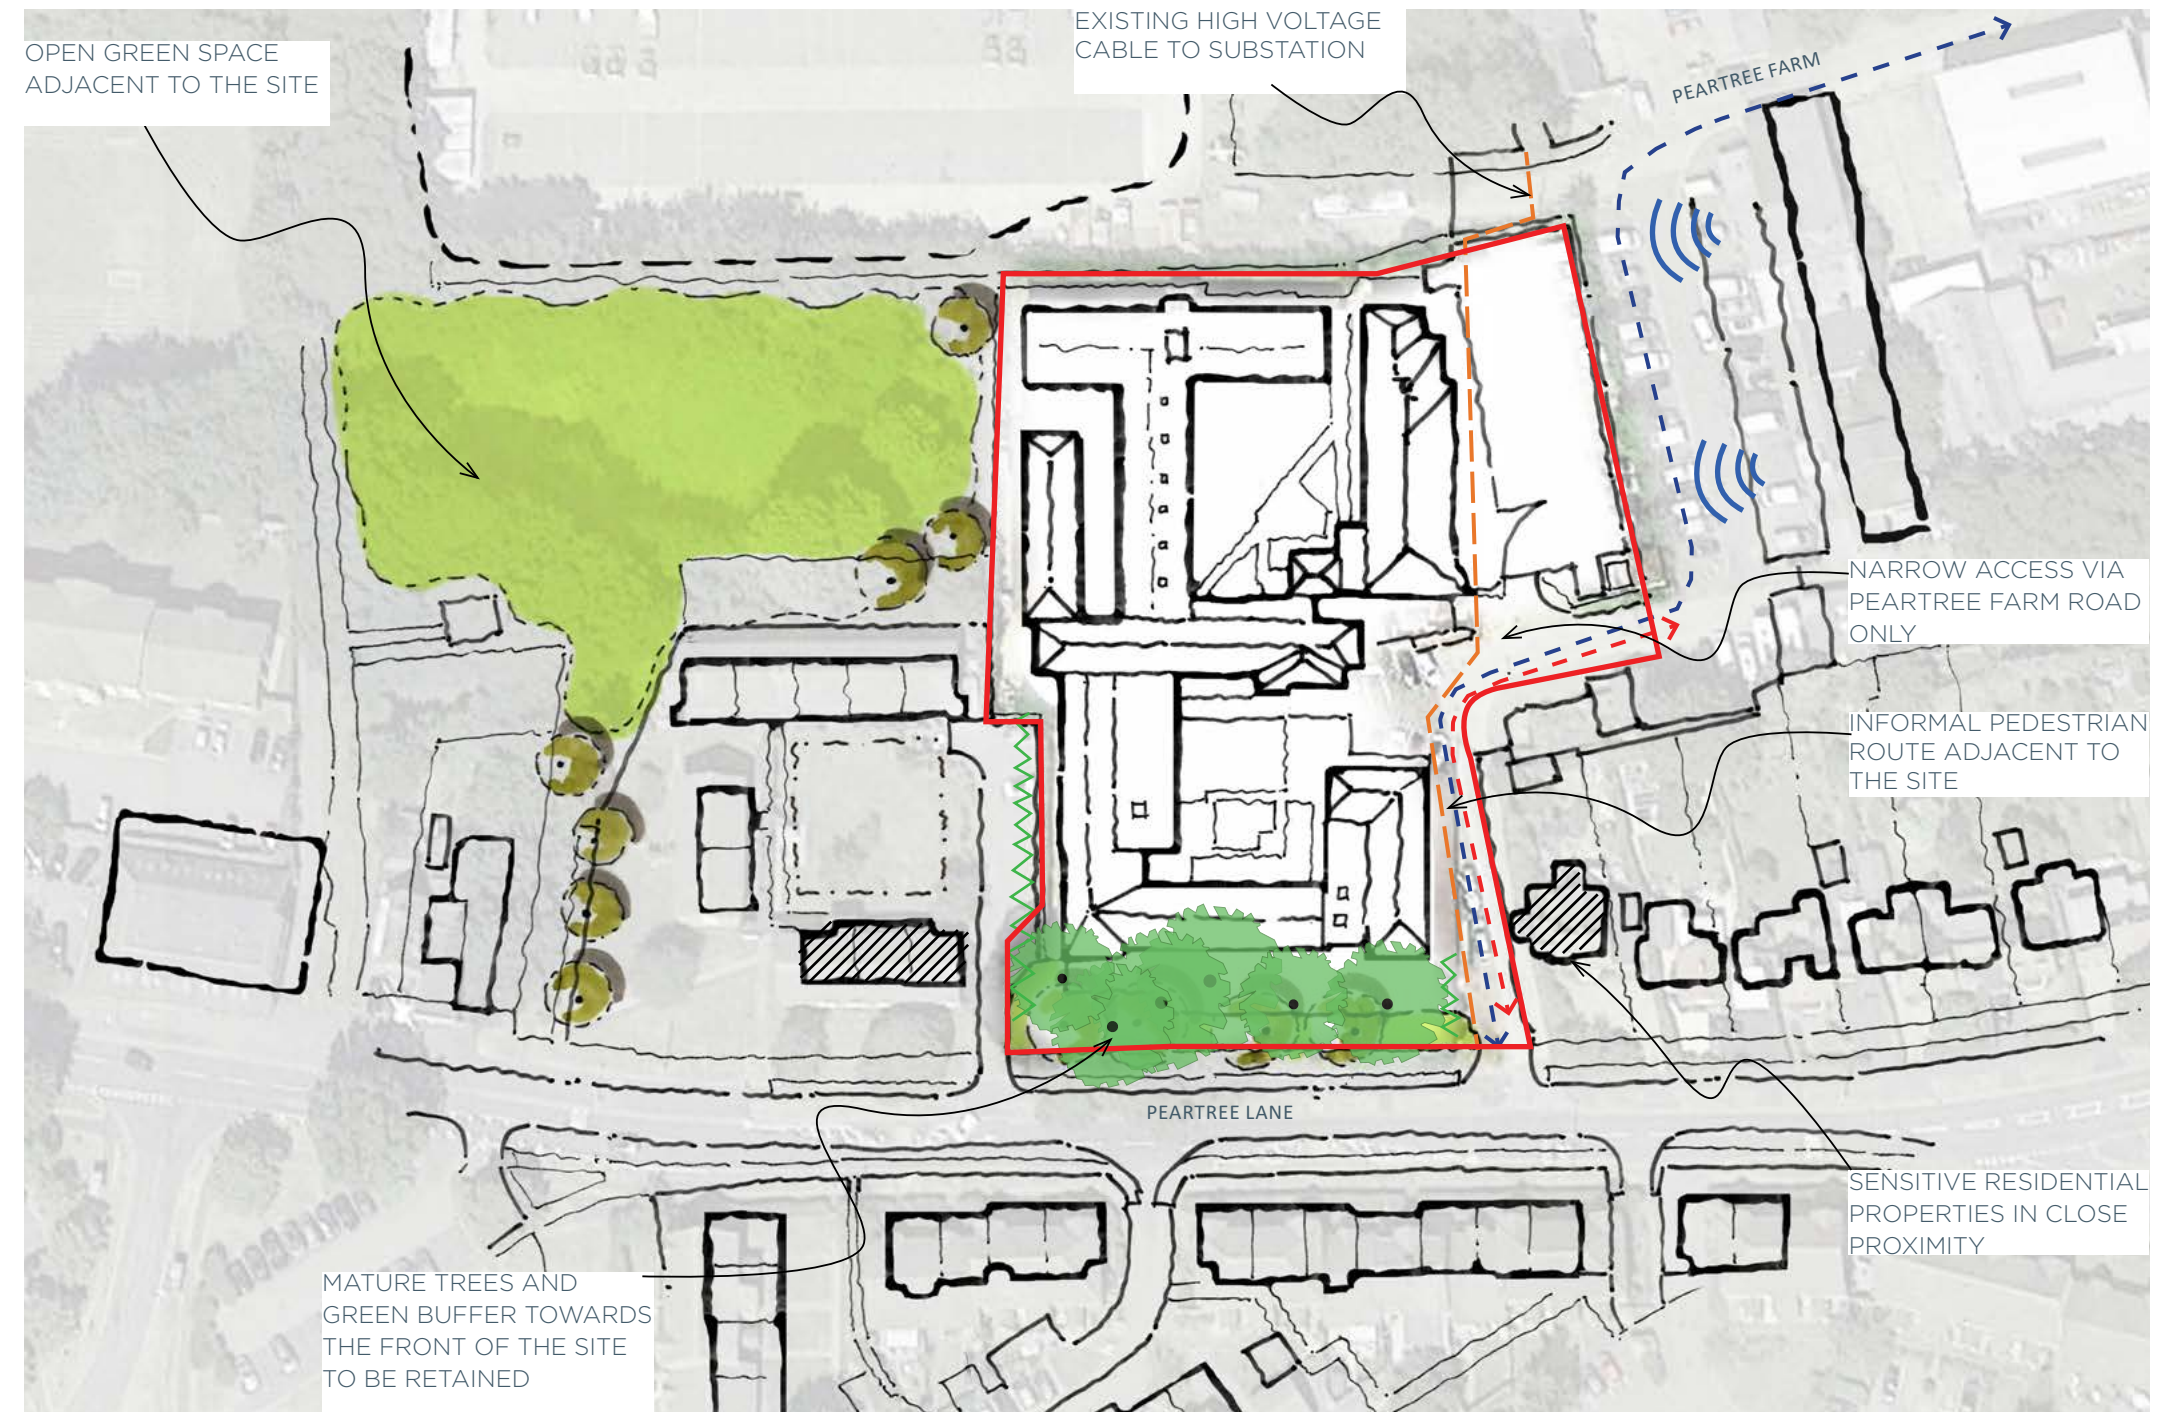 OPEN GREEN SPACE
ADJACENT TO THE SITE
EXISTING HIGH VOLTAGE
CABLE TO SUBSTATION
PEARTREE FARM
NARROW ACCESS VIA
PEARTREE FARM ROAD
ONLY
INFORMAL PEDESTRIAN
ROUTE ADJACENT TO
THE SITE
PEARTREE LANE
SENSITIVE RESIDENTIAL
PROPERTIES IN CLOSE
PROXIMITY
MATURE TREES AND
GREEN BUFFER TOWARDS
THE FRONT OF THE SITE
TO BE RETAINED